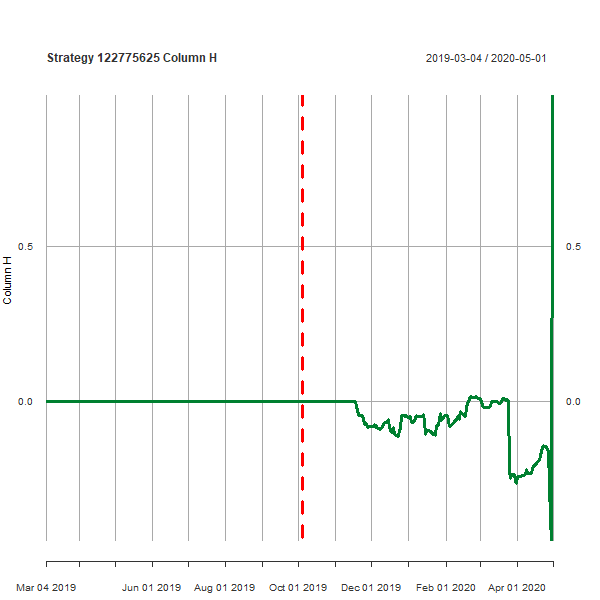 Strategy 122775625 Column H
2019-03-04 / 2020-05-01
0.5
0.5
Column H
0.0
0.0
Mar 04 2019
Jun 01 2019
Aug 01 2019
Oct 01 2019
Dec 01 2019
Feb 01 2020
Apr 01 2020